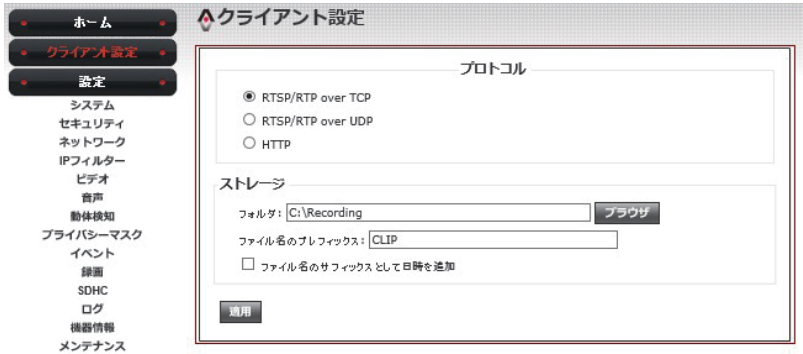 ホーム
クライアント設定
設定
システム
セキュリティ
ネットワーク
IPフィルター
ビデオ
音声
動体検知
プライバシーマスク
イベント
録画
SDHC
ログ
機器情報
メンテナンス
クライアント設定
プロトコル
RTSP/RTP over TCP
RTSP/RTP over UDP
HTTP
ストレージ
フォルダ: C:\Recording ブラウザ
ファイル名のプレフィックス: CLIP
ファイル名のサフィックスとして日時を追加
適用